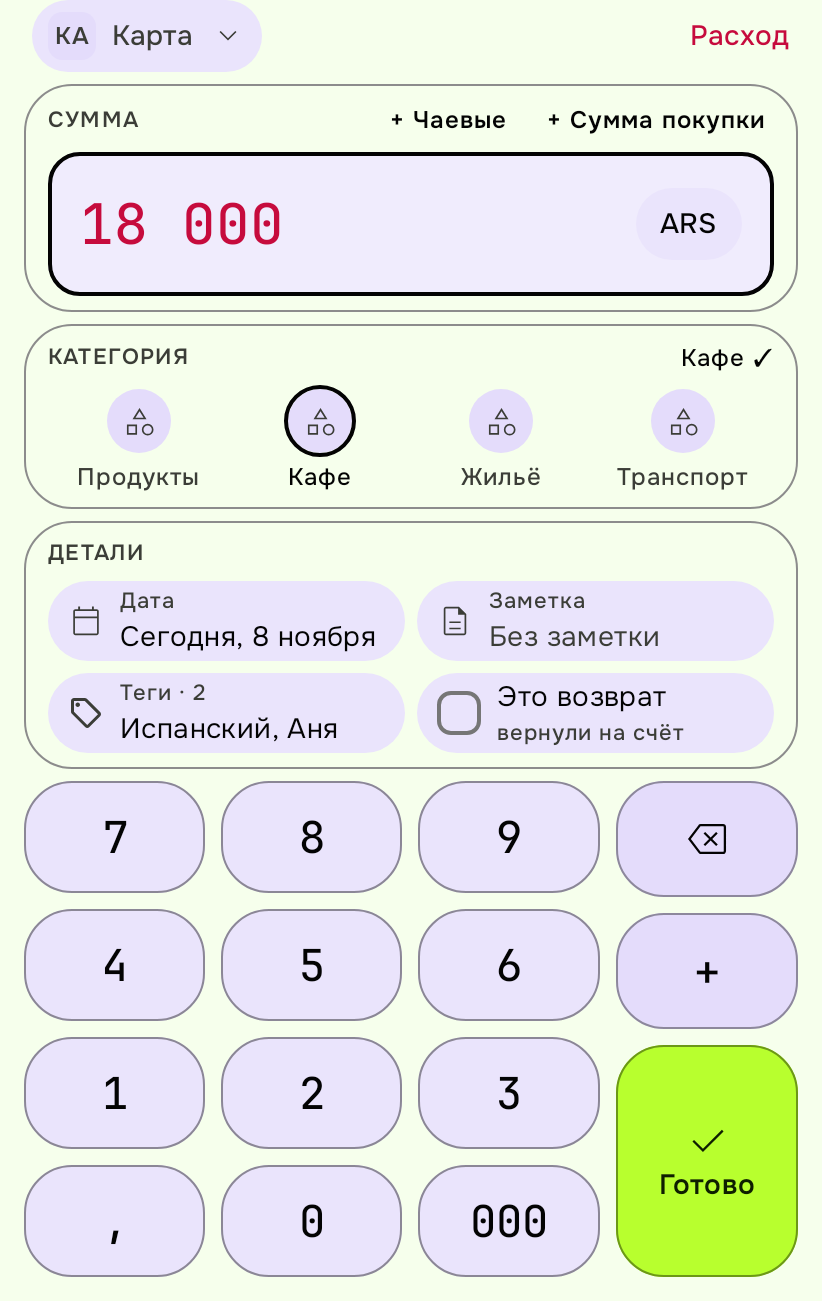 КА Карта Расход
СУММА + Чаевые + Сумма покупки
18 000 ARS
КАТЕГОРИЯ Кафе ✓
Продукты Кафе Жильё Транспорт
ДЕТАЛИ
Дата
Сегодня, 8 ноября
Заметка
Без заметки
Теги · 2
Испанский, Аня
Это возврат
вернули на счёт
7 8 9
4 5 6 +
1 2 3
Готово
, 0 000